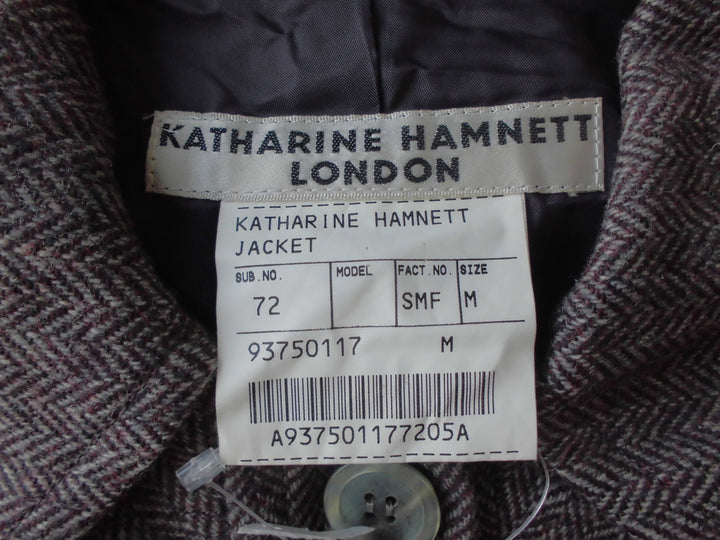 KATHARINE HAMNETT
LONDON
KATHARINE HAMNETT
JACKET
SUB.NO. MODEL FACT.NO. SIZE
72 SMF M
93750117 M
A937501177205A